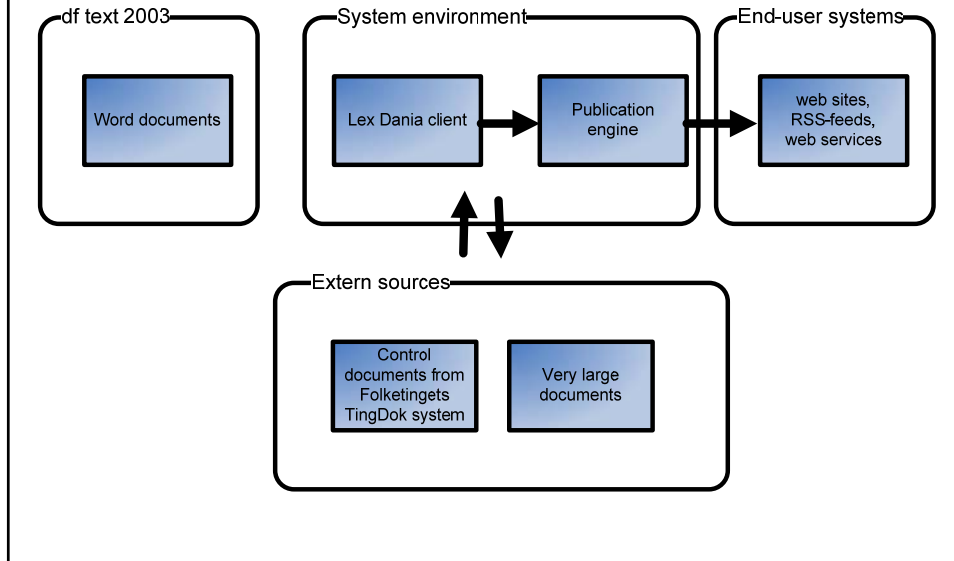 df text 2003
System environment
End-user systems
Word documents
Lex Dania client
Publication
engine
web sites,
RSS-feeds,
web services
Extern sources
Control
documents from
Folketingets
TingDok system
Very large
documents